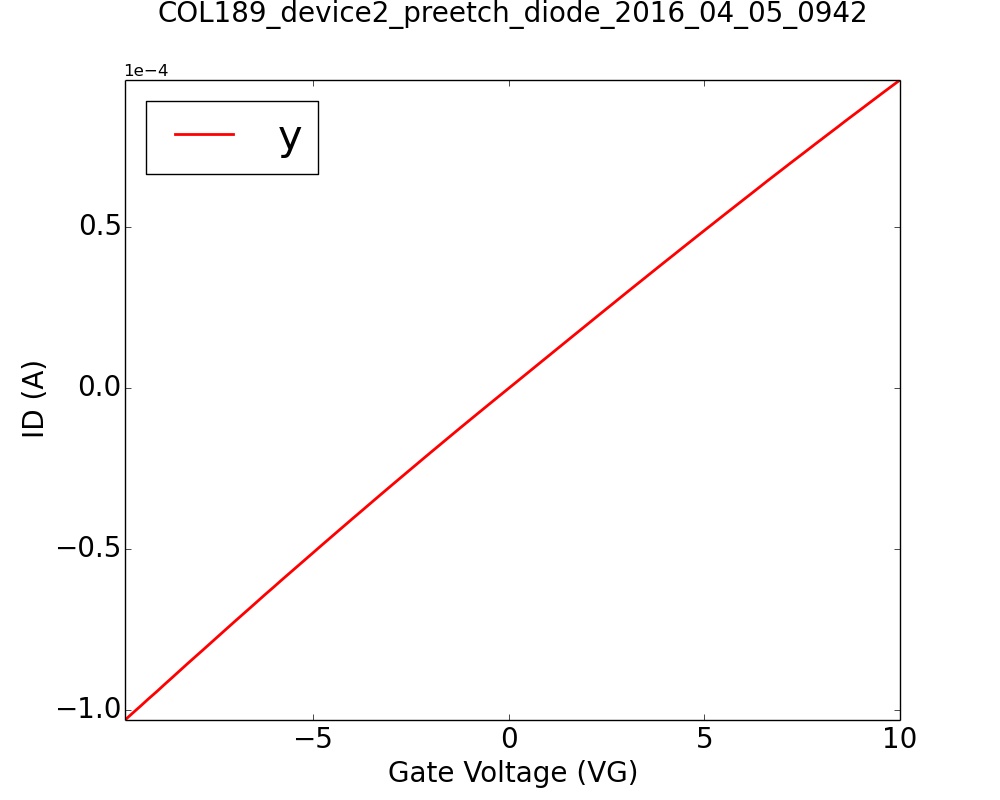 COL189_device2_preetch_diode_2016_04_05_0942
1e−4
y
0.5
0.0
−0.5
−1.0
ID (A)
−5 0 5 10
Gate Voltage (VG)